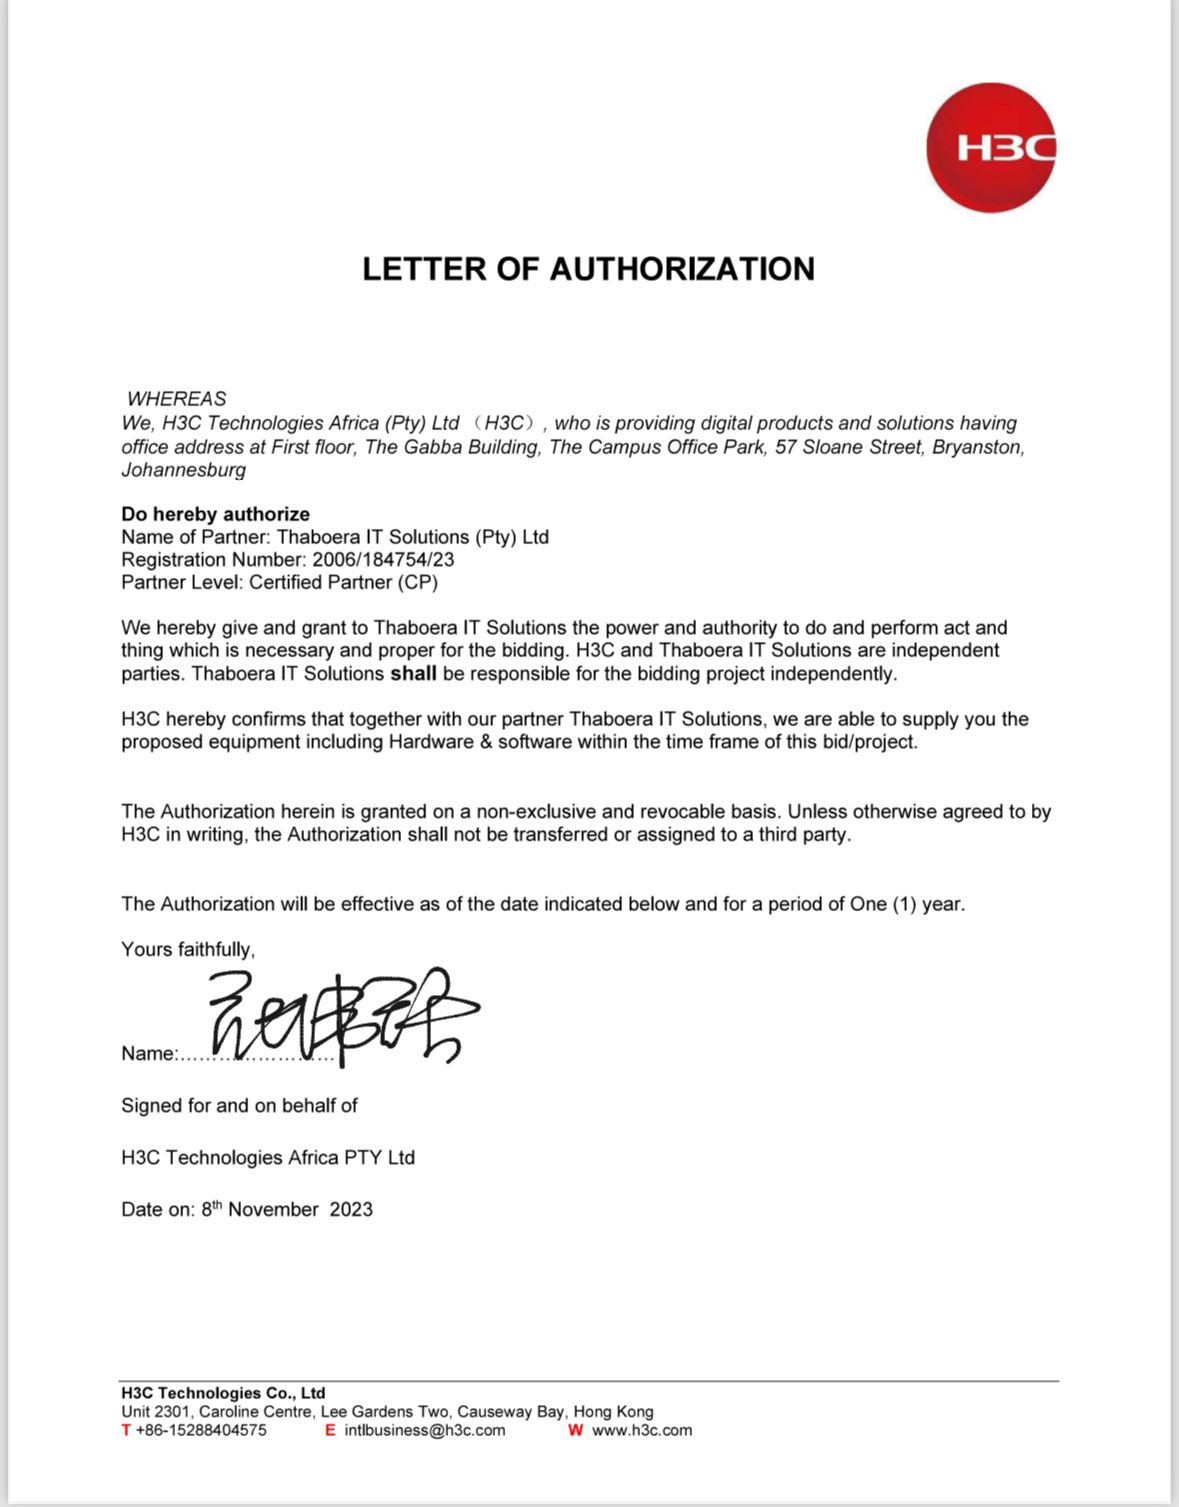 H3C
LETTER OF AUTHORIZATION
WHEREAS
We, H3C Technologies Africa (Pty) Ltd （H3C）, who is providing digital products and solutions having
office address at First floor, The Gabba Building, The Campus Office Park, 57 Sloane Street, Bryanston,
Johannesburg
Do hereby authorize
Name of Partner: Thaboera IT Solutions (Pty) Ltd
Registration Number: 2006/184754/23
Partner Level: Certified Partner (CP)
We hereby give and grant to Thaboera IT Solutions the power and authority to do and perform act and
thing which is necessary and proper for the bidding. H3C and Thaboera IT Solutions are independent
parties. Thaboera IT Solutions shall be responsible for the bidding project independently.
H3C hereby confirms that together with our partner Thaboera IT Solutions, we are able to supply you the
proposed equipment including Hardware & software within the time frame of this bid/project.
The Authorization herein is granted on a non-exclusive and revocable basis. Unless otherwise agreed to by
H3C in writing, the Authorization shall not be transferred or assigned to a third party.
The Authorization will be effective as of the date indicated below and for a period of One (1) year.
Yours faithfully,
Name:..........................
Signed for and on behalf of
H3C Technologies Africa PTY Ltd
Date on: 8th November 2023
H3C Technologies Co., Ltd
Unit 2301, Caroline Centre, Lee Gardens Two, Causeway Bay, Hong Kong
T +86-15288404575 E intlbusiness@h3c.com W www.h3c.com